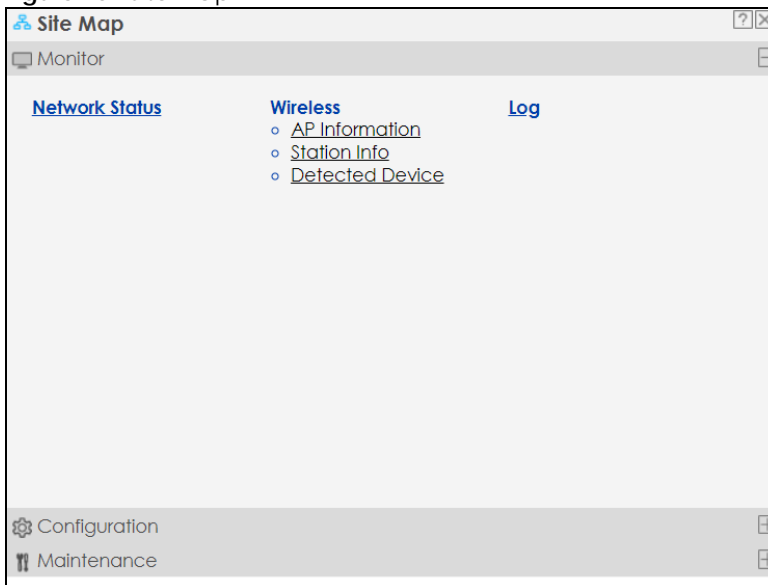 Site Map
Monitor
Network Status
Wireless
AP Information
Station Info
Detected Device
Log
Configuration
Maintenance